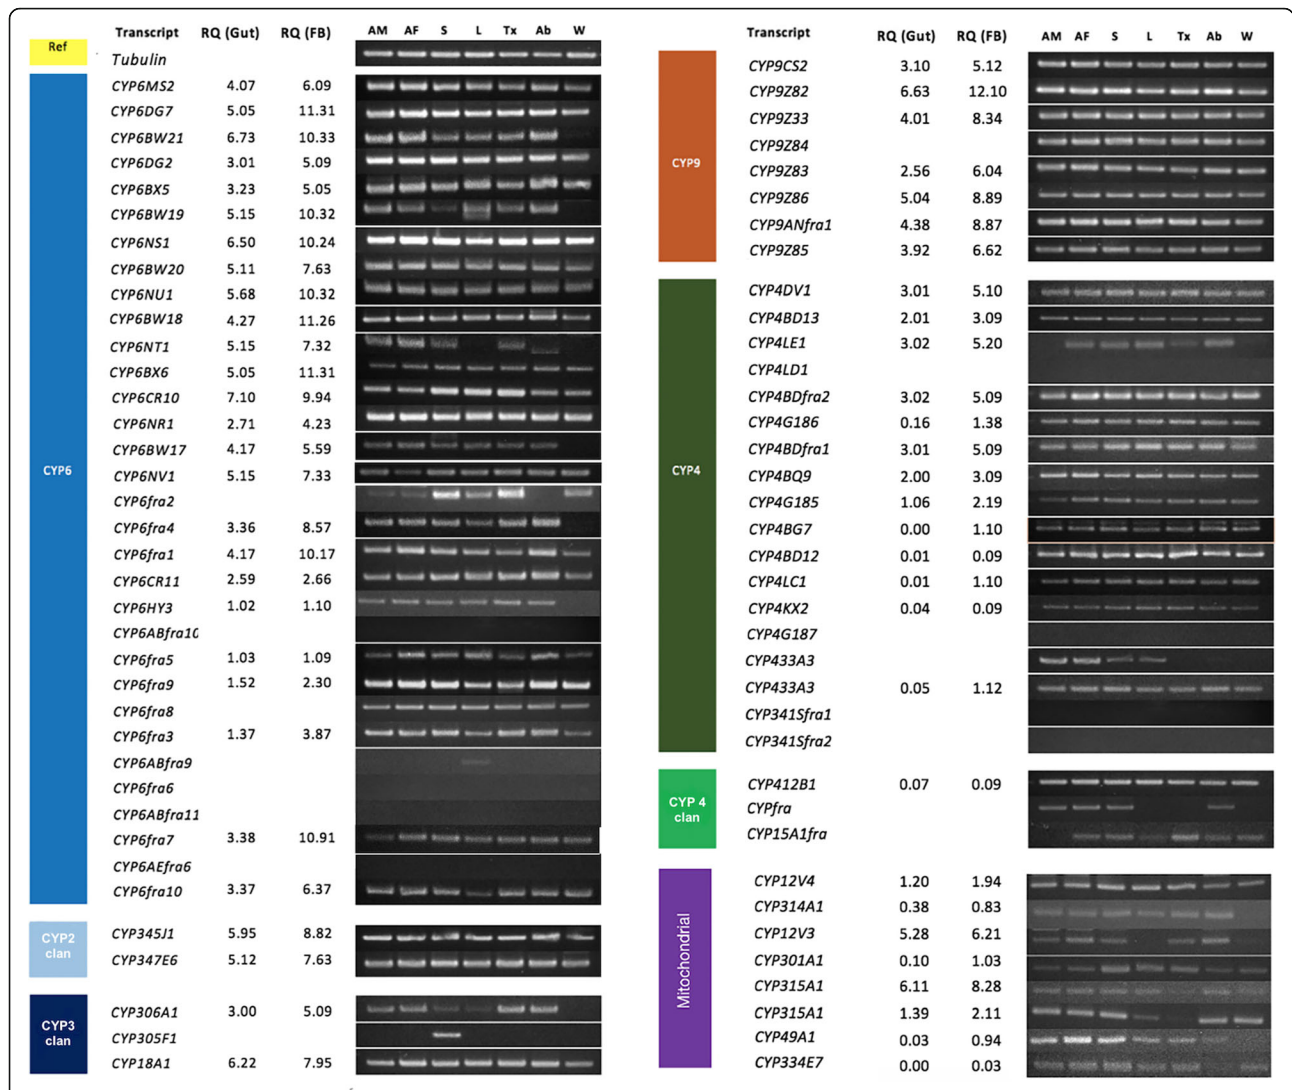 Transcript RQ (Gut) RQ (FB) AM AF S L Tx Ab W
Ref
Tubulin
CYP6
CYP6MS2 4.07 6.09
CYP6DG7 5.05 11.31
CYP6BW21 6.73 10.33
CYP6DG2 3.01 5.09
CYP6BX5 3.23 5.05
CYP6BW19 5.15 10.32
CYP6NS1 6.50 10.24
CYP6BW20 5.11 7.63
CYP6NU1 5.68 10.32
CYP6BW18 4.27 11.26
CYP6NT1 5.15 7.32
CYP6BX6 5.05 11.31
CYP6CR10 7.10 9.94
CYP6NR1 2.71 4.23
CYP6BW17 4.17 5.59
CYP6NV1 5.15 7.33
CYP6fra2
CYP6fra4 3.36 8.57
CYP6fra1 4.17 10.17
CYP6CR11 2.59 2.66
CYP6HY3 1.02 1.10
CYP6ABfra10
CYP6fra5 1.03 1.09
CYP6fra9 1.52 2.30
CYP6fra8
CYP6fra3 1.37 3.87
CYP6ABfra9
CYP6fra6
CYP6ABfra11
CYP6fra7 3.38 10.91
CYP6AEfra6
CYP6fra10 3.37 6.37
CYP2
clan
CYP345J1 5.95 8.82
CYP347E6 5.12 7.63
CYP3
clan
CYP306A1 3.00 5.09
CYP305F1
CYP18A1 6.22 7.95
Transcript RQ (Gut) RQ (FB) AM AF S L Tx Ab W
CYP9
CYP9CS2 3.10 5.12
CYP9Z82 6.63 12.10
CYP9Z33 4.01 8.34
CYP9Z84
CYP9Z83 2.56 6.04
CYP9Z86 5.04 8.89
CYP9ANfra1 4.38 8.87
CYP9Z85 3.92 6.62
CYP4
CYP4DV1 3.01 5.10
CYP4BD13 2.01 3.09
CYP4LE1 3.02 5.20
CYP4LD1
CYP4BDfra2 3.02 5.09
CYP4G186 0.16 1.38
CYP4BDfra1 3.01 5.09
CYP4BQ9 2.00 3.09
CYP4G185 1.06 2.19
CYP4BG7 0.00 1.10
CYP4BD12 0.01 0.09
CYP4LC1 0.01 1.10
CYP4KX2 0.04 0.09
CYP4G187
CYP433A3
CYP433A3 0.05 1.12
CYP341Sfra1
CYP341Sfra2
CYP 4
clan
CYP412B1 0.07 0.09
CYPfra
CYP15A1fra
Mitochondrial
CYP12V4 1.20 1.94
CYP314A1 0.38 0.83
CYP12V3 5.28 6.21
CYP301A1 0.10 1.03
CYP315A1 6.11 8.28
CYP315A1 1.39 2.11
CYP49A1 0.03 0.94
CYP334E7 0.00 0.03